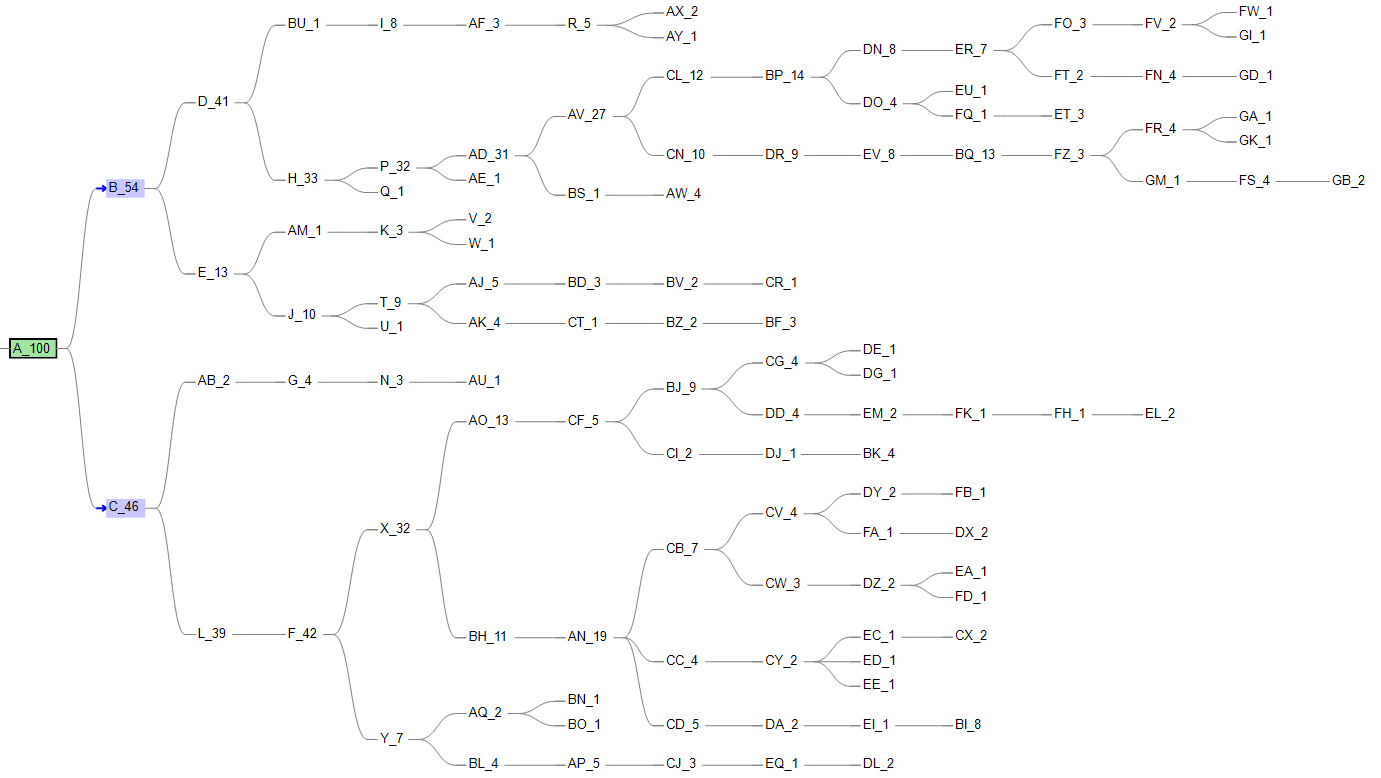 FW_1
AX_2
BU_1 I_8 AF_3 R_5 FO_3 FV_2
GI_1
AY_1
DN_8 ER_7
CL_12 BP_14 FT_2 FN_4 GD_1
EU_1
D_41 DO_4
AV_27 FQ_1 ET_3 GA_1
FR_4
GK_1
AD_31 CN_10 DR_9 EV_8 BQ_13 FZ_3
P_32
H_33 AE_1 GM_1 FS_4 GB_2
B_54 Q_1 BS_1 AW_4
V_2
AM_1 K_3
W_1
E_13
AJ_5 BD_3 BV_2 CR_1
T_9
J_10
U_1 AK_4 CT_1 BZ_2 BF_3
A_100 DE_1
CG_4
DG_1
AB_2 G_4 N_3 AU_1 BJ_9
DD_4 EM_2 FK_1 FH_1 EL_2
AO_13 CF_5
CI_2 DJ_1 BK_4
DY_2 FB_1
C_46 CV_4
X_32 FA_1 DX_2
CB_7
EA_1
CW_3 DZ_2
FD_1
L_39 F_42 BH_11 AN_19 EC_1 CX_2
CC_4 CY_2 ED_1
EE_1
BN_1
AQ_2
BO_1 CD_5 DA_2 EI_1 BI_8
Y_7
BL_4 AP_5 CJ_3 EQ_1 DL_2